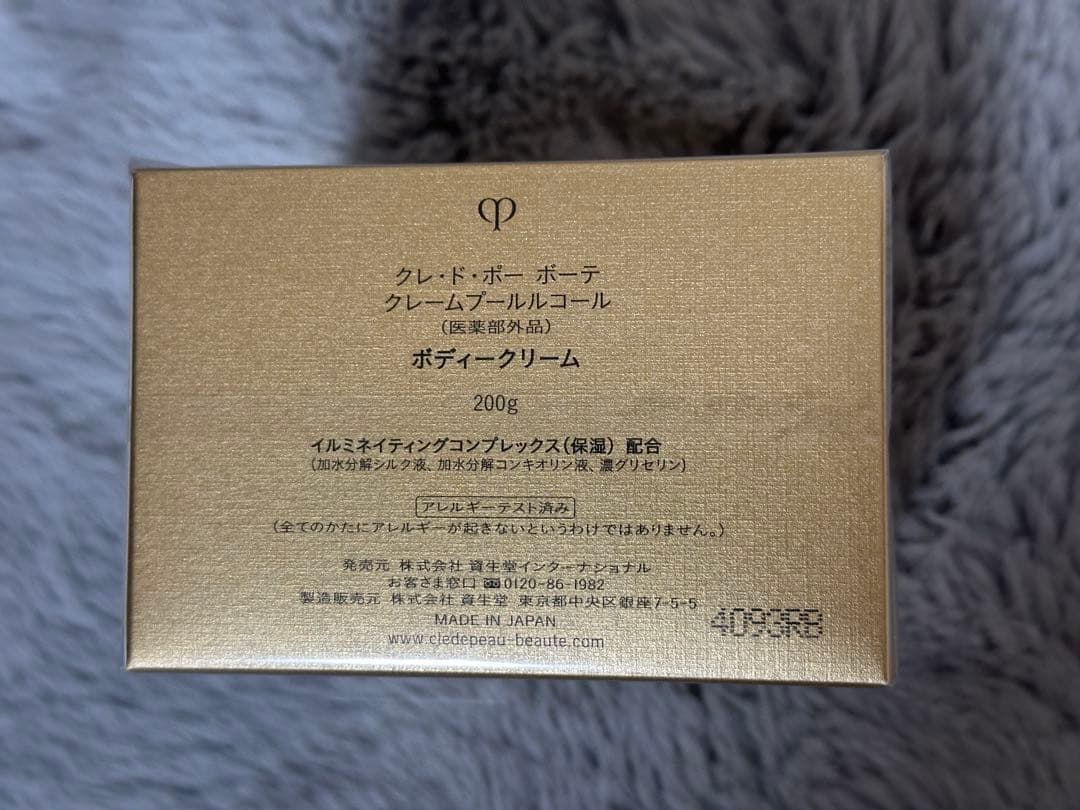 クレ・ド・ポー ボーテ
クレームプールルコール
（医薬部外品）
ボディークリーム
200g
イルミネイティングコンプレックス（保湿） 配合
（加水分解シルク液、加水分解コンキオリン液、濃グリセリン）
アレルギーテスト済み
（全てのかたにアレルギーが起きないというわけではありません。）
発売元 株式会社 資生堂インターナショナル
お客さま窓口 0120-86-1982
製造販売元 株式会社 資生堂 東京都中央区銀座7-5-5
MADE IN JAPAN
4093RB
www.cledepeau-beaute.com